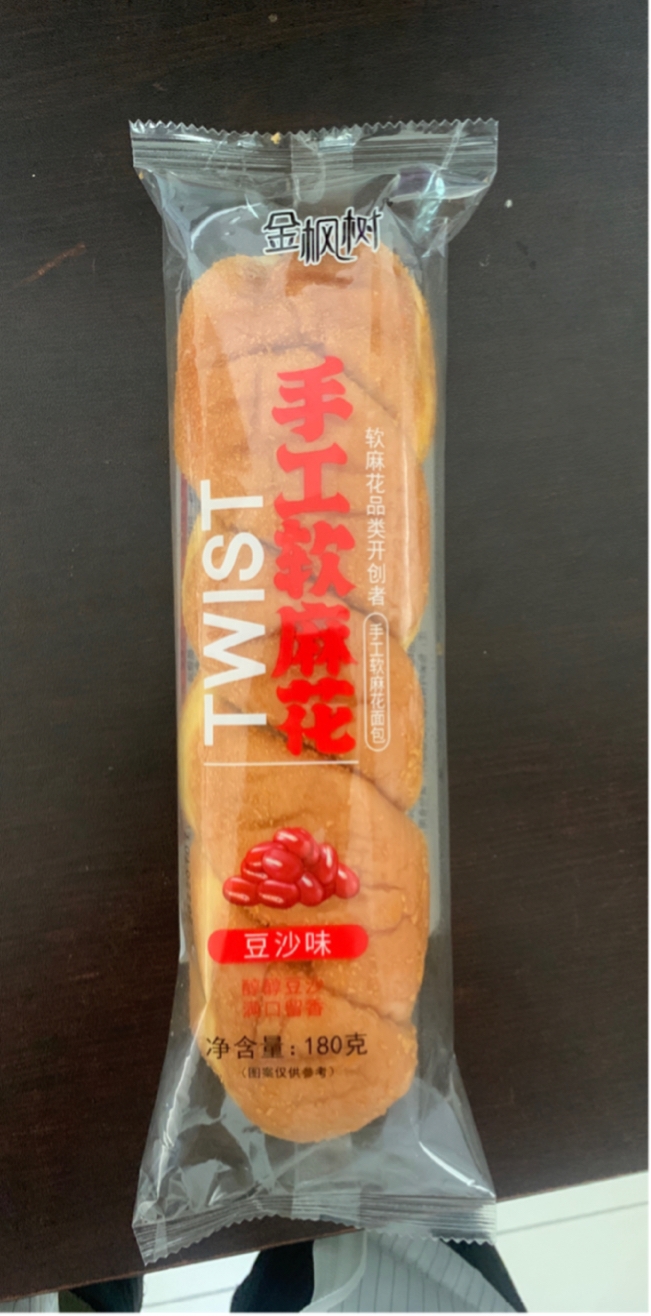 金枫树
手工软麻花
软麻花品类开创者
手工软麻花面包
TWIST
豆沙味
醇醇豆沙
满口留香
净含量：180克
（图案仅供参考）